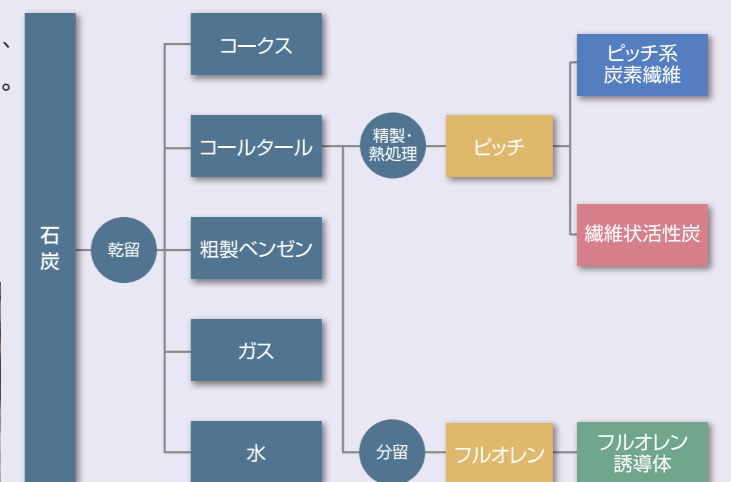 、
。
石炭
乾留
コークス
コールタール
粗製ベンゼン
ガス
水
精製・
熱処理
ピッチ
ピッチ系
炭素繊維
繊維状活性炭
分留
フルオレン
フルオレン
誘導体